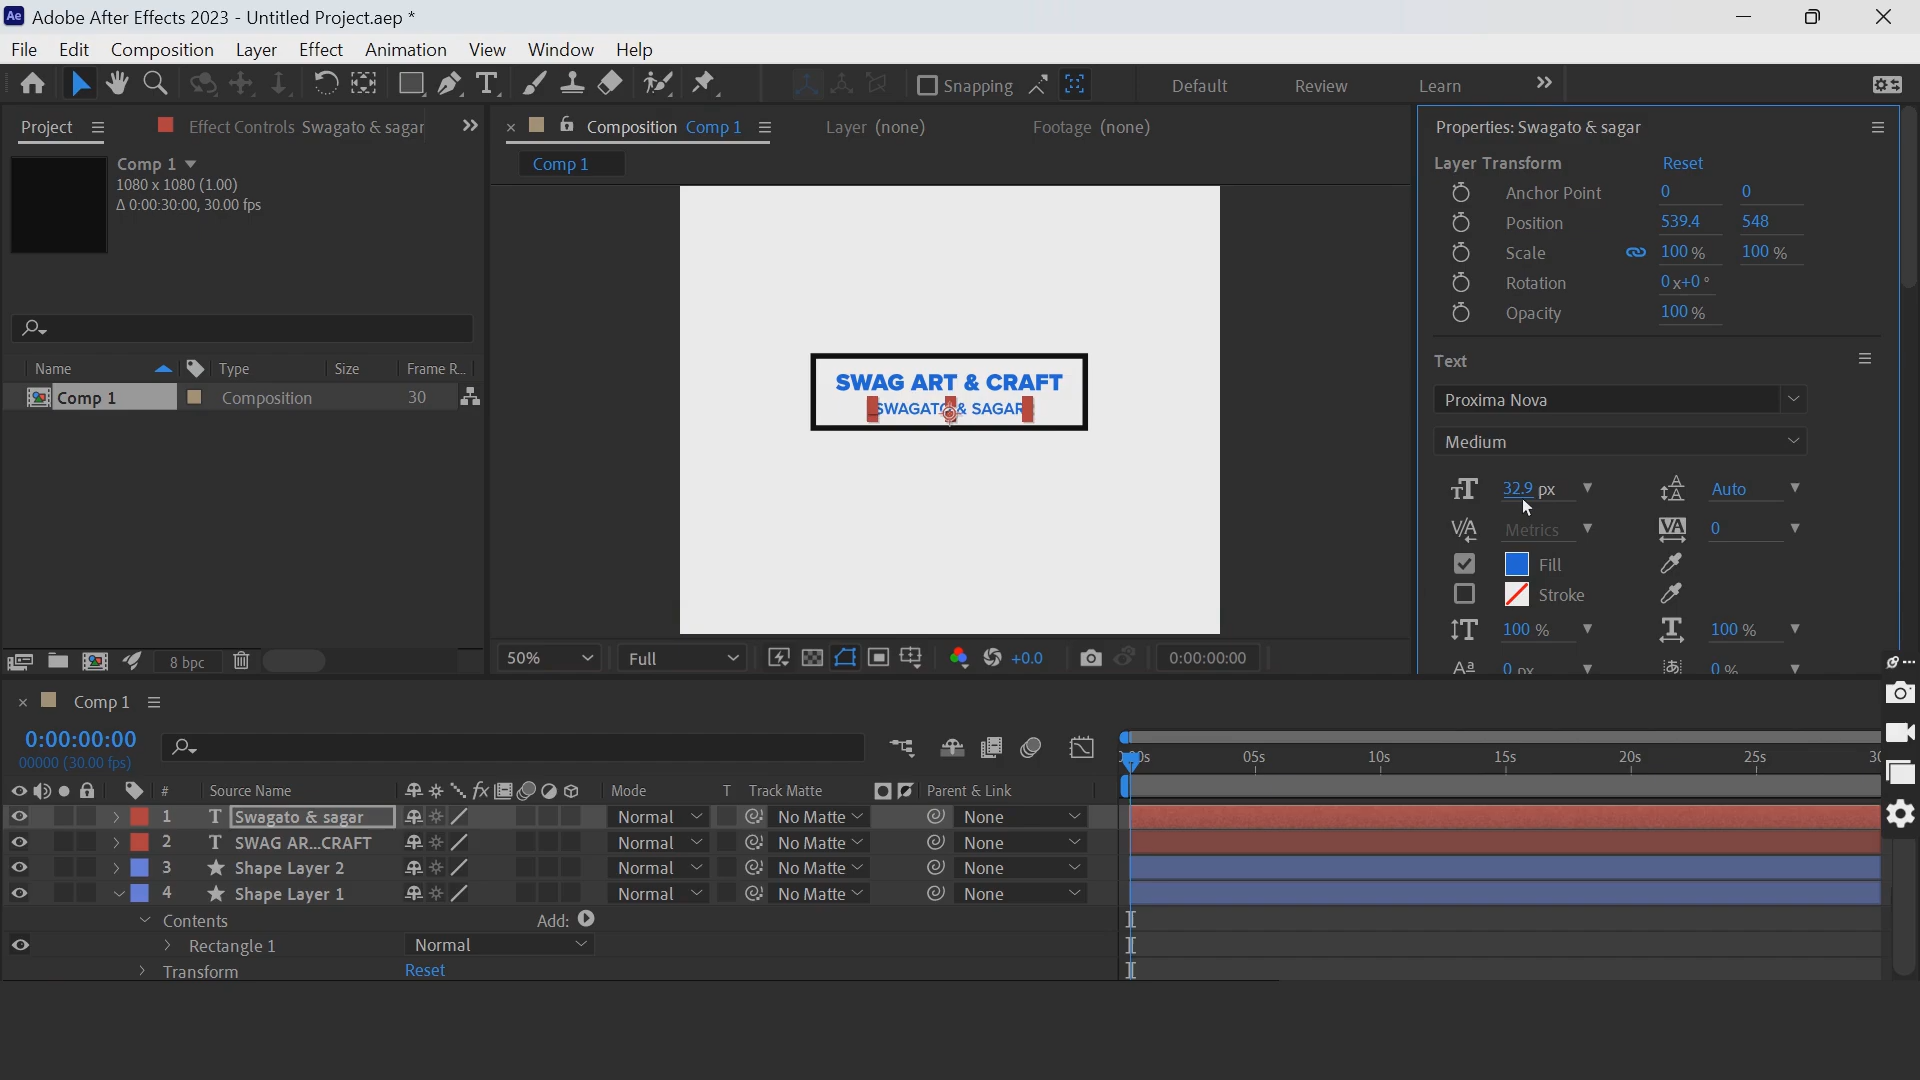 Adobe After Effects 2023 - Untitled Project.aep *
File Edit Composition Layer Effect Animation View Window Help
Snapping Default Review Learn
Project Effect Controls Swagato & sagar
Composition Comp 1 Layer (none) Footage (none)
Comp 1
Comp 1
1080 x 1080 (1.00)
Δ 0:00:30:00, 30.00 fps
Name Type Size Frame R...
Comp 1 Composition 30
8 bpc
SWAG ART & CRAFT
SWAGATO & SAGAR
50% Full +0.0 0:00:00:00
Properties: Swagato & sagar
Layer Transform Reset
Anchor Point 0 0
Position 539.4 548
Scale 100 % 100 %
Rotation 0 x+0 °
Opacity 100 %
Text
Proxima Nova
Medium
32.9 px Auto
Metrics 0
Fill
Stroke
100 % 100 %
0 px 0 %
Comp 1
0:00:00:00
00000 (30.00 fps)
05s 10s 15s 20s 25s
# Source Name Mode T Track Matte Parent & Link
1 T Swagato & sagar Normal No Matte None
2 T SWAG AR...CRAFT Normal No Matte None
3 Shape Layer 2 Normal No Matte None
4 Shape Layer 1 Normal No Matte None
Contents Add:
Rectangle 1 Normal
Transform Reset